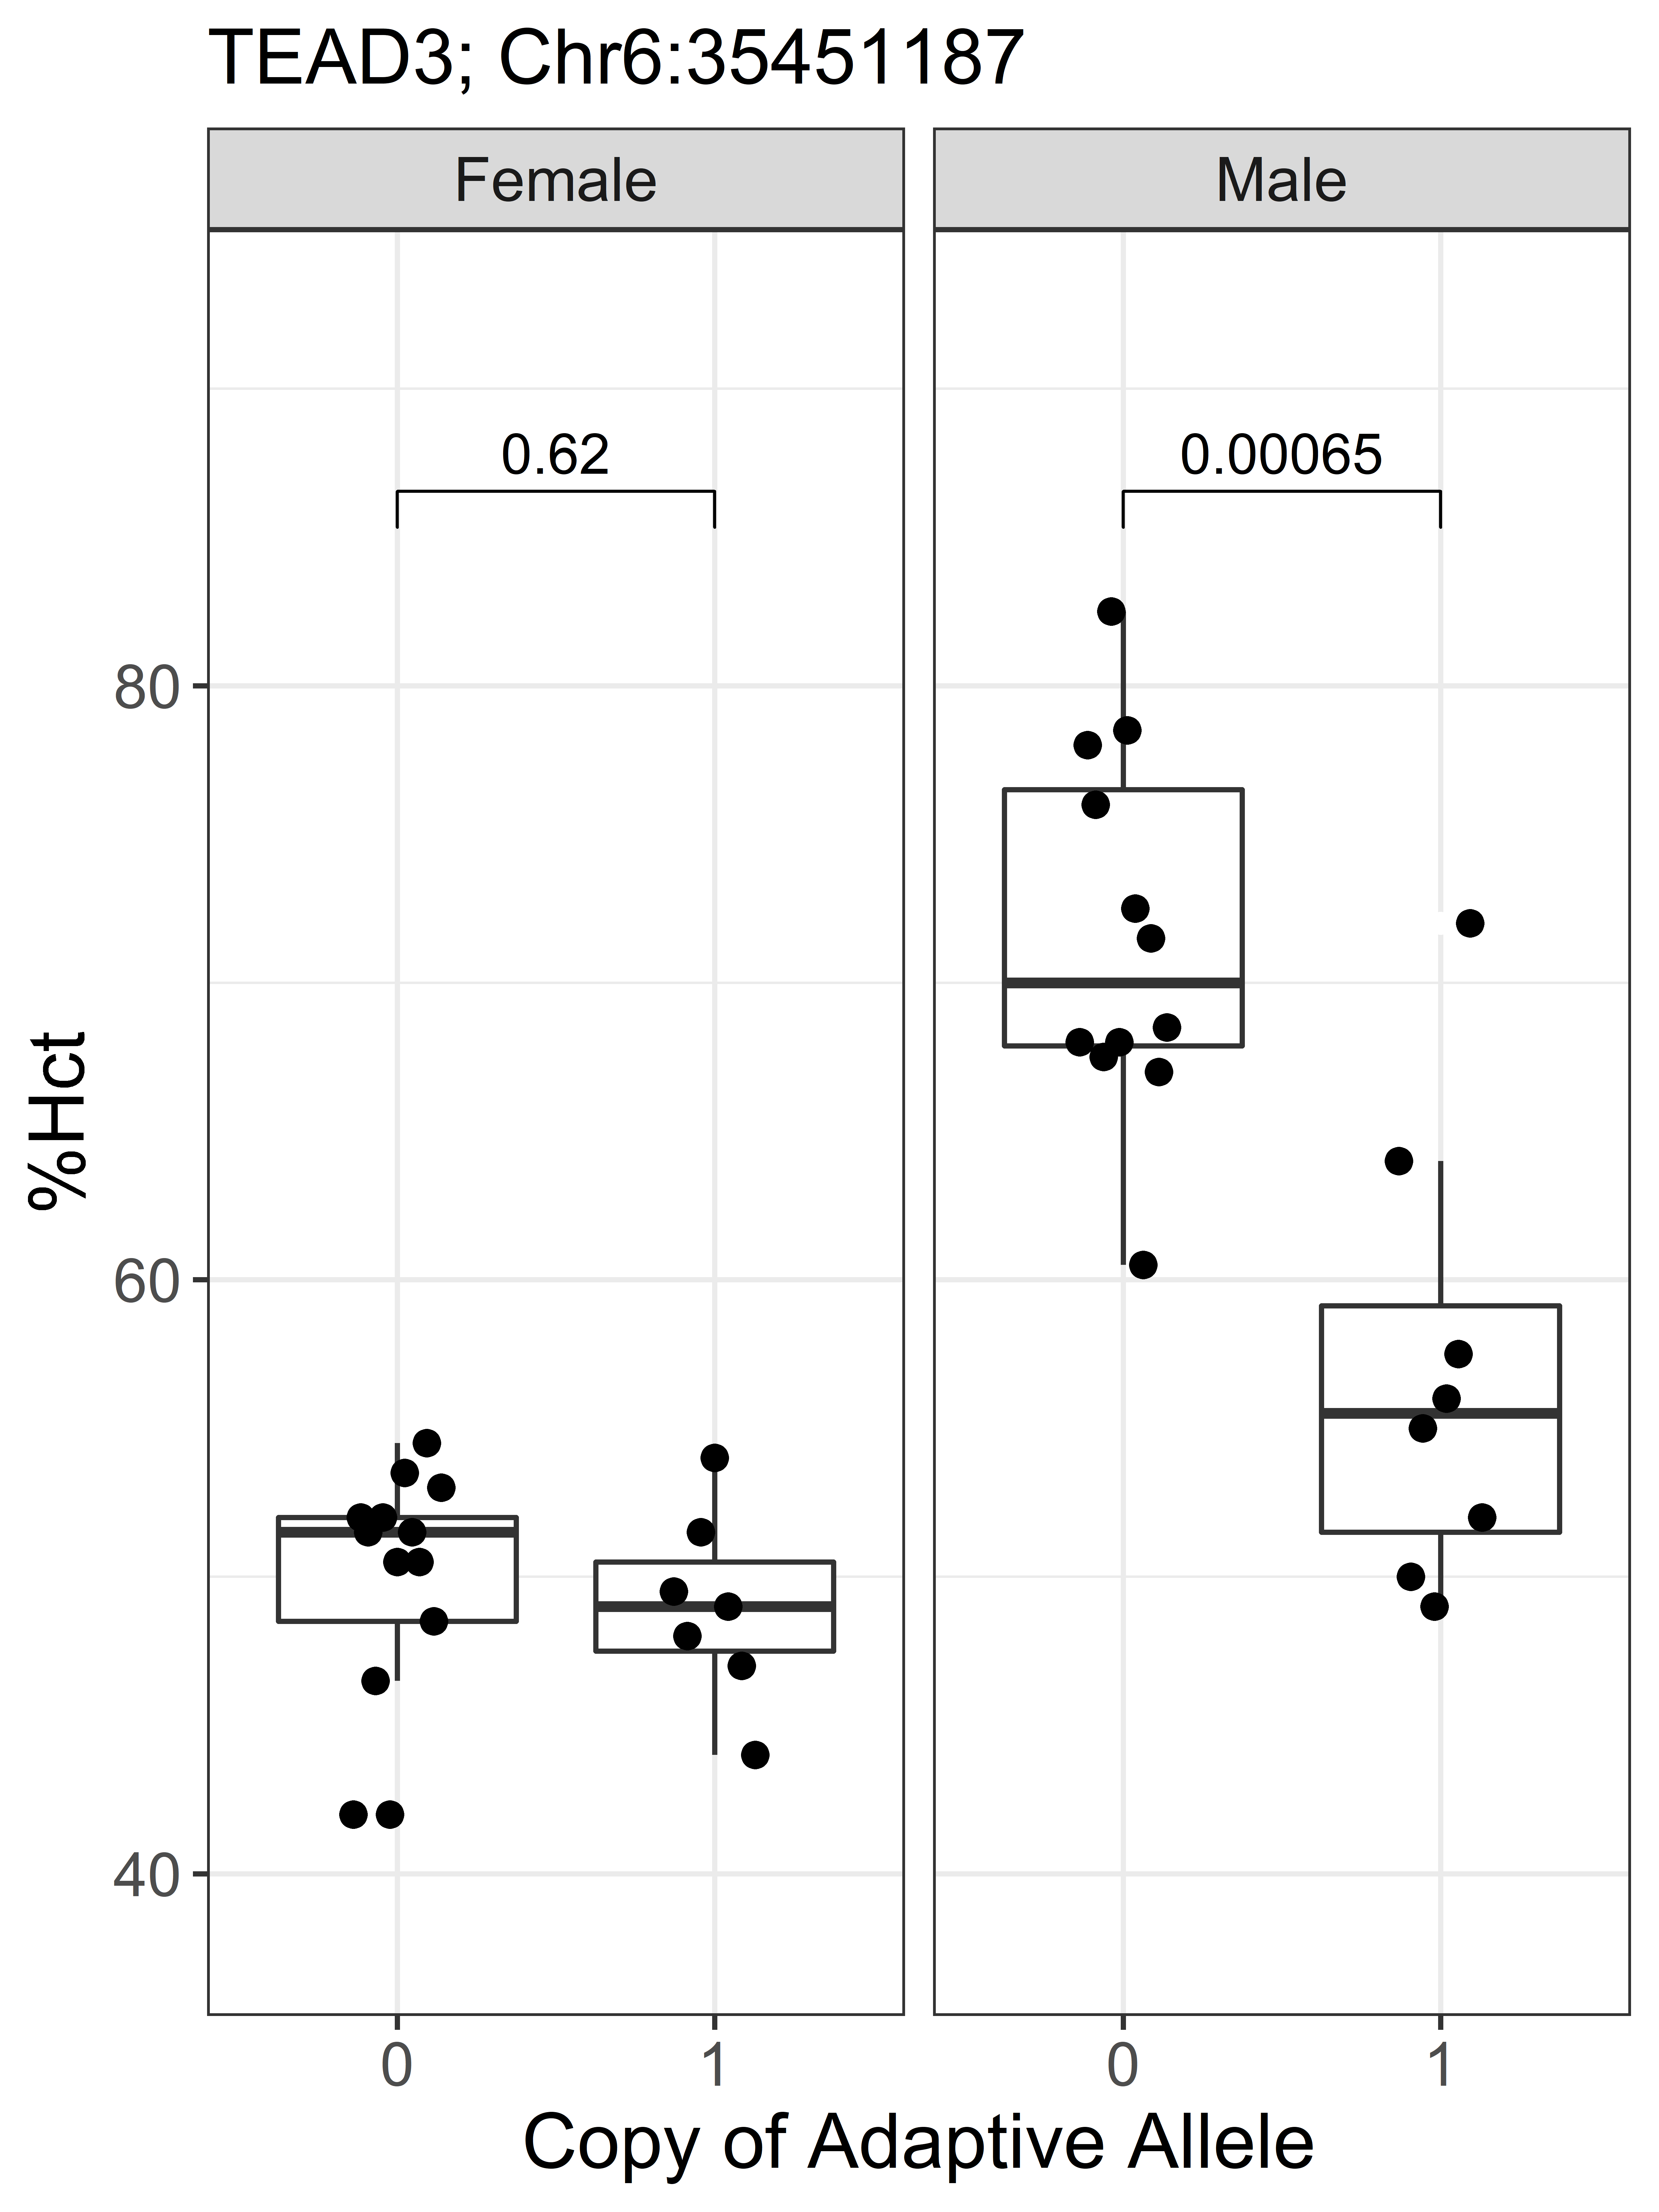 TEAD3; Chr6:35451187
Female
Male
0.62
0.00065
80
60
40
%Hct
0
1
0
1
Copy of Adaptive Allele